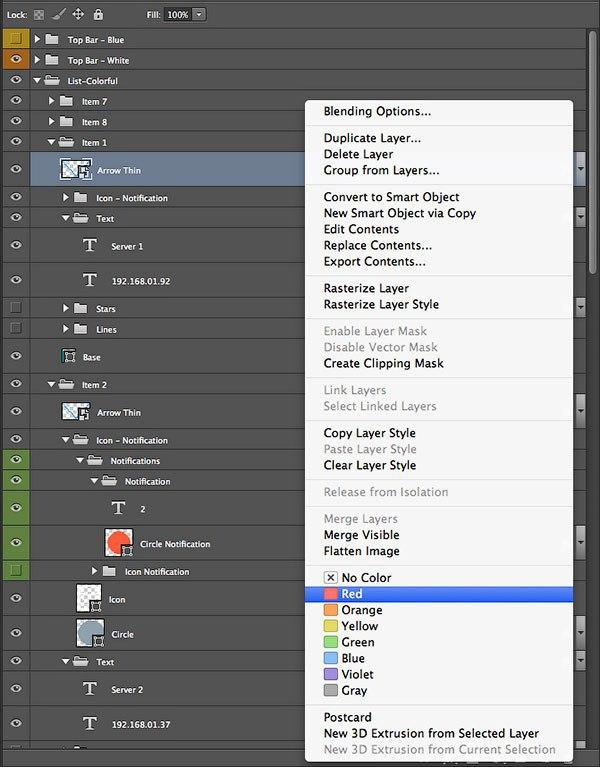 Lock:
Fill: 100%
Top Bar - Blue
Top Bar - White
List-Colorful
Item 7
Item 8
Item 1
Arrow Thin
Icon - Notification
Text
T Server 1
T 192.168.01.92
Stars
Lines
Base
Item 2
Arrow Thin
Icon - Notification
Notifications
Notification
T 2
Circle Notification
Icon Notification
Icon
Circle
Text
T Server 2
T 192.168.01.37
Blending Options...
Duplicate Layer...
Delete Layer
Group from Layers...
Convert to Smart Object
New Smart Object via Copy
Edit Contents
Replace Contents...
Export Contents...
Rasterize Layer
Rasterize Layer Style
Enable Layer Mask
Disable Vector Mask
Create Clipping Mask
Link Layers
Select Linked Layers
Copy Layer Style
Paste Layer Style
Clear Layer Style
Release from Isolation
Merge Layers
Merge Visible
Flatten Image
No Color
Red
Orange
Yellow
Green
Blue
Violet
Gray
Postcard
New 3D Extrusion from Selected Layer
New 3D Extrusion from Current Selection